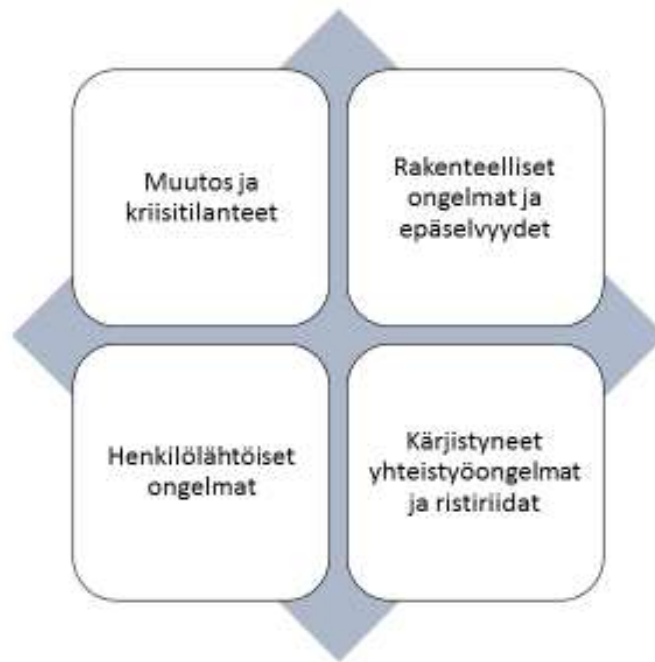 Muutos ja
kriisitilanteet
Rakenteelliset
ongelmat ja
epäselvyydet
Henkilölähtöiset
ongelmat
Kärjistyneet
yhteistyöongelmat
ja ristiriidat